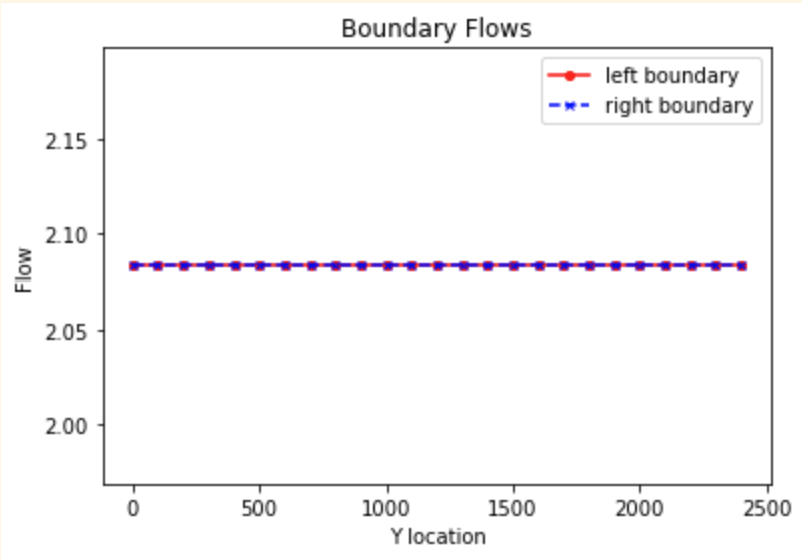 Boundary Flows
left boundary
right boundary
2.15
2.10
2.05
2.00
Flow
0 500 1000 1500 2000 2500
Y location